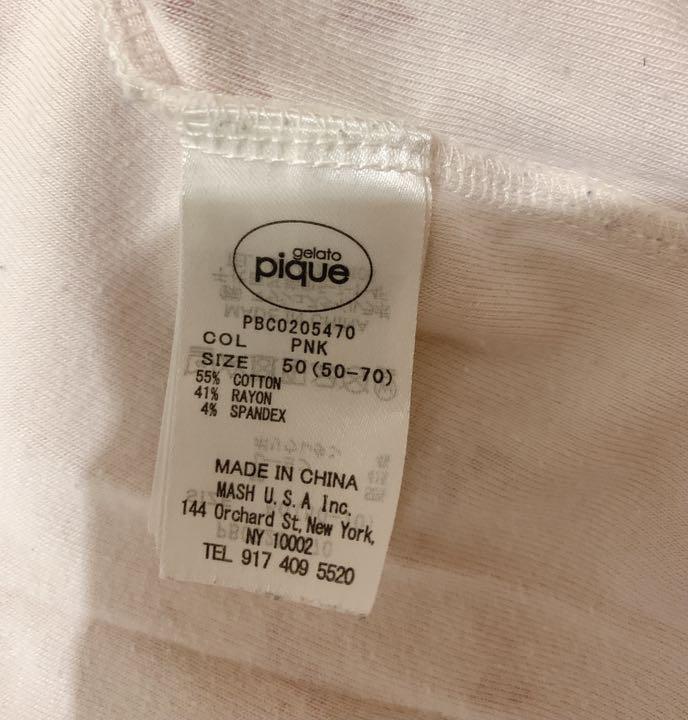 gelato
pique
PBC0205470
COL PNK
SIZE 50 (50-70)
55% COTTON
41% RAYON
4% SPANDEX
MADE IN CHINA
MASH U.S.A Inc.
144 Orchard St, New York,
NY 10002
TEL 917 409 5520